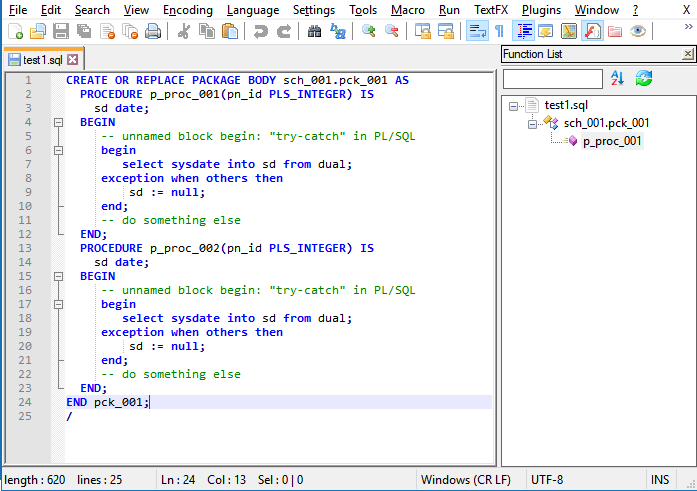 File Edit Search View Encoding Language Settings Tools Macro Run TextFX Plugins Window ? X
test1.sql
Function List
1 CREATE OR REPLACE PACKAGE BODY sch_001.pck_001 AS
2 PROCEDURE p_proc_001(pn_id PLS_INTEGER) IS
3 sd date;
4 BEGIN
5 -- unnamed block begin: "try-catch" in PL/SQL
6 begin
7 select sysdate into sd from dual;
8 exception when others then
9 sd := null;
10 end;
11 -- do something else
12 END;
13 PROCEDURE p_proc_002(pn_id PLS_INTEGER) IS
14 sd date;
15 BEGIN
16 -- unnamed block begin: "try-catch" in PL/SQL
17 begin
18 select sysdate into sd from dual;
19 exception when others then
20 sd := null;
21 end;
22 -- do something else
23 END;
24 END pck_001;
25 /
test1.sql
sch_001.pck_001
p_proc_001
length : 620 lines : 25 Ln : 24 Col : 13 Sel : 0 | 0 Windows (CR LF) UTF-8 INS